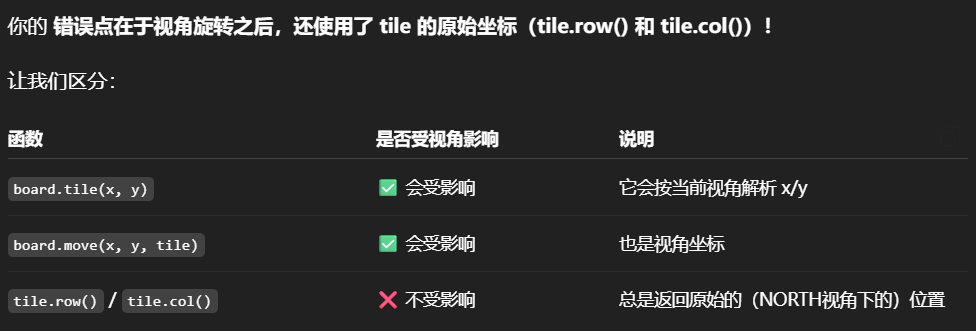 你的 错误点在于视角旋转之后，还使用了 tile 的原始坐标（tile.row() 和 tile.col()）！
让我们区分：
函数 是否受视角影响 说明
board.tile(x, y) ✅ 会受影响 它会按当前视角解析 x/y
board.move(x, y, tile) ✅ 会受影响 也是视角坐标
tile.row() / tile.col() ❌ 不受影响 总是返回原始的（NORTH视角下的）位置